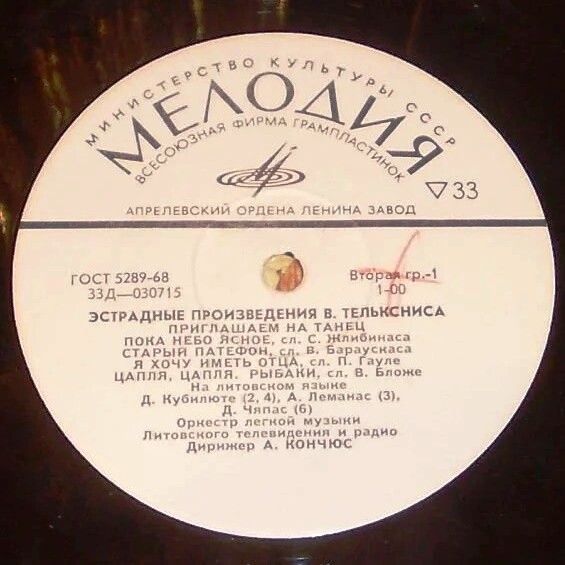 МИНИСТЕРСТВО КУЛЬТУРЫ СССР
МЕЛОДИЯ
ВСЕСОЮЗНАЯ ФИРМА ГРАМПЛАСТИНОК
▽33
АПРЕЛЕВСКИЙ ОРДЕНА ЛЕНИНА ЗАВОД
ГОСТ 5289-68 Вторая гр.-1
33Д—030715 1-00
ЭСТРАДНЫЕ ПРОИЗВЕДЕНИЯ В. ТЕЛЬКСНИСА
ПРИГЛАШАЕМ НА ТАНЕЦ
ПОКА НЕБО ЯСНОЕ, сл. С. Жлибинаса
СТАРЫЙ ПАТЕФОН, сл. В. Бараускаса
Я ХОЧУ ИМЕТЬ ОТЦА, сл. П. Гауле
ЦАПЛЯ, ЦАПЛЯ. РЫБАКИ, сл. В. Бложе
На литовском языке
Д. Кубилюте (2, 4), А. Леманас (3),
Д. Чяпас (6)
Оркестр легкой музыки
Литовского телевидения и радио
Дирижер А. КОНЧЮС